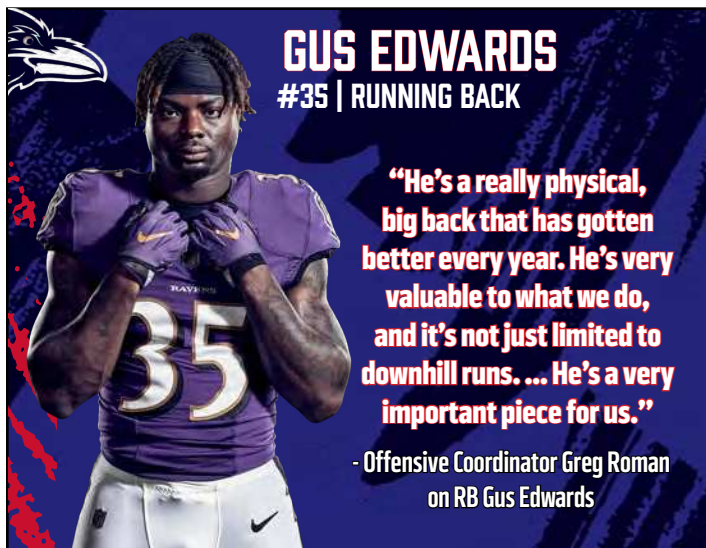 GUS EDWARDS
#35 | RUNNING BACK
“He’s a really physical,
big back that has gotten
better every year. He’s very
valuable to what we do,
and it’s not just limited to
downhill runs. ... He’s a very
important piece for us.”
- Offensive Coordinator Greg Roman
on RB Gus Edwards
RAVENS
35